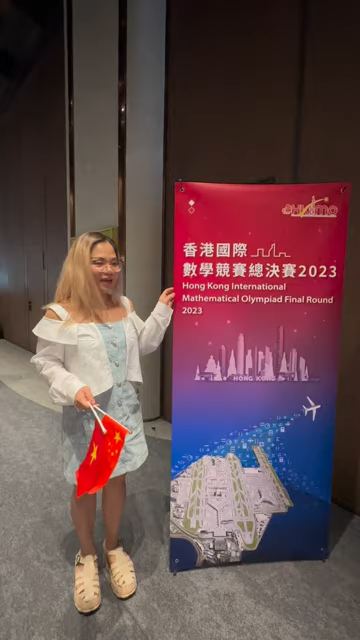 HKIMO
香港國際
數學競賽總決賽2023
Hong Kong International
Mathematical Olympiad Final Round
2023
HONG KONG